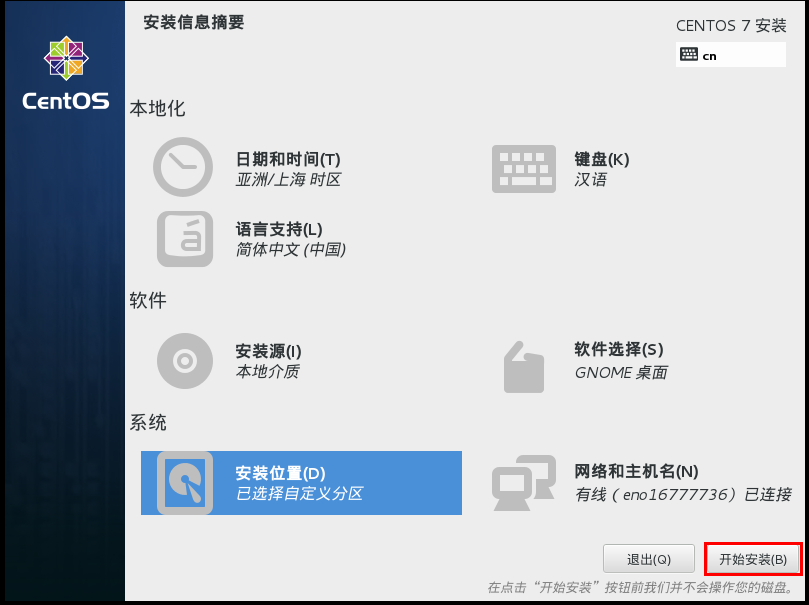 安装信息摘要
CENTOS 7 安装
cn
CentOS
本地化
日期和时间(T)
亚洲/上海 时区
键盘(K)
汉语
语言支持(L)
简体中文 (中国)
软件
安装源(I)
本地介质
软件选择(S)
GNOME 桌面
系统
安装位置(D)
已选择自定义分区
网络和主机名(N)
有线（eno16777736）已连接
退出(Q)
开始安装(B)
在点击“开始安装”按钮前我们并不会操作您的磁盘。